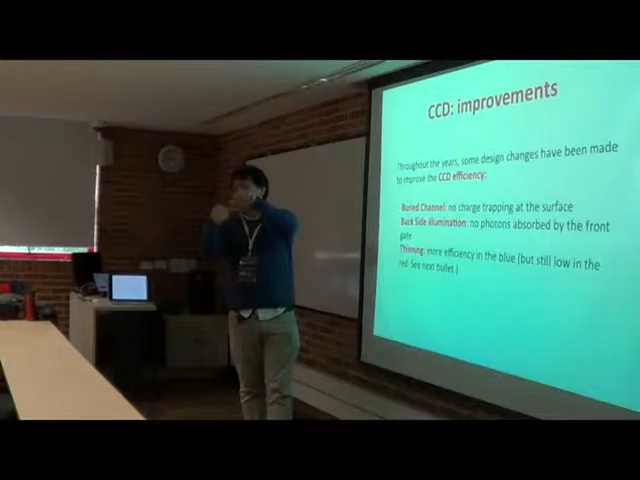 CCD: improvements
Throughout the years, some design changes have been made
to improve the CCD efficiency:
Buried Channel: no charge trapping at the surface
Back Side illumination: no photons absorbed by the front
gate
Thinning: more efficiency in the blue (but still low in the
red. See next bullet.)